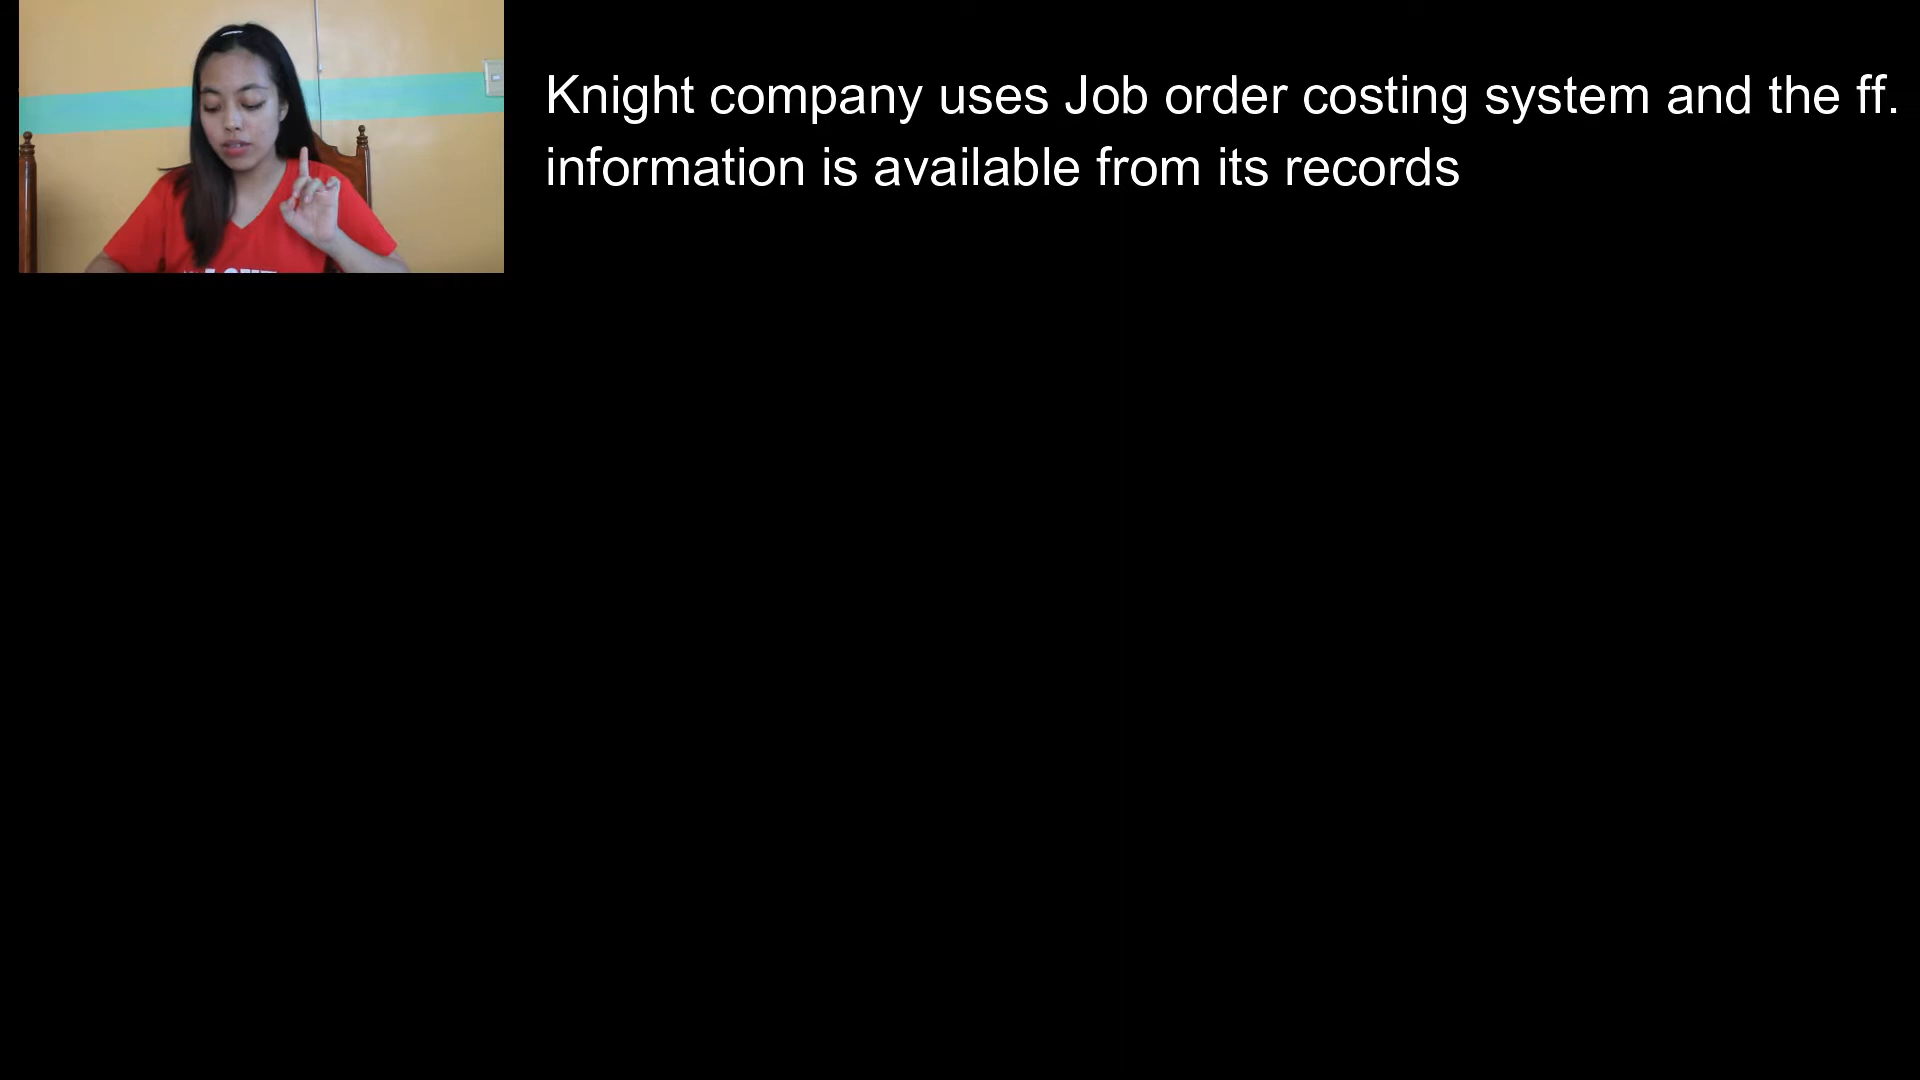 Knight company uses Job order costing system and the ff.
information is available from its records